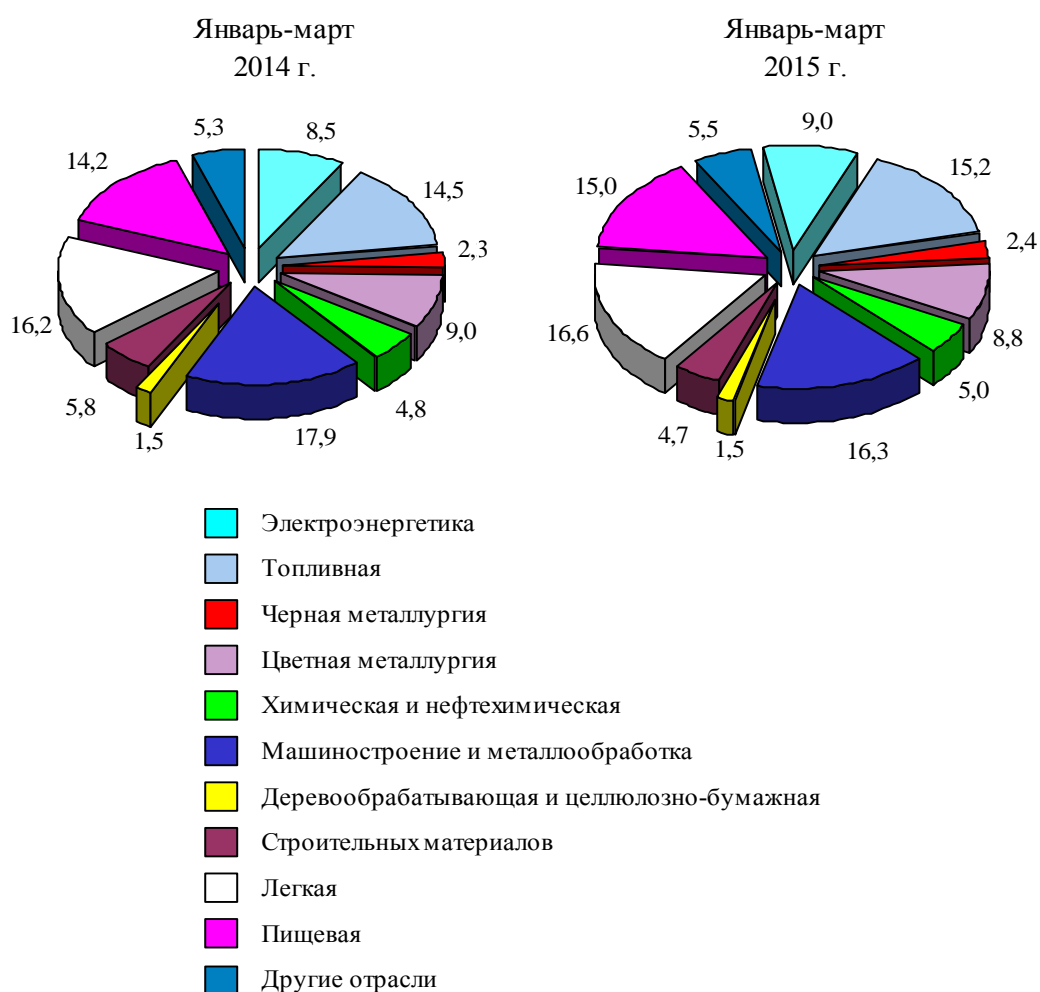 Январь-март
2014 г.
5,3
8,5
14,2
14,5
2,3
16,2
9,0
5,8
4,8
1,5
17,9
Январь-март
2015 г.
5,5
9,0
15,2
15,0
2,4
16,6
8,8
5,0
4,7
1,5
16,3
Электроэнергетика
Топливная
Черная металлургия
Цветная металлургия
Химическая и нефтехимическая
Машиностроение и металлообработка
Деревообрабатывающая и целлюлозно-бумажная
Строительных материалов
Легкая
Пищевая
Другие отрасли